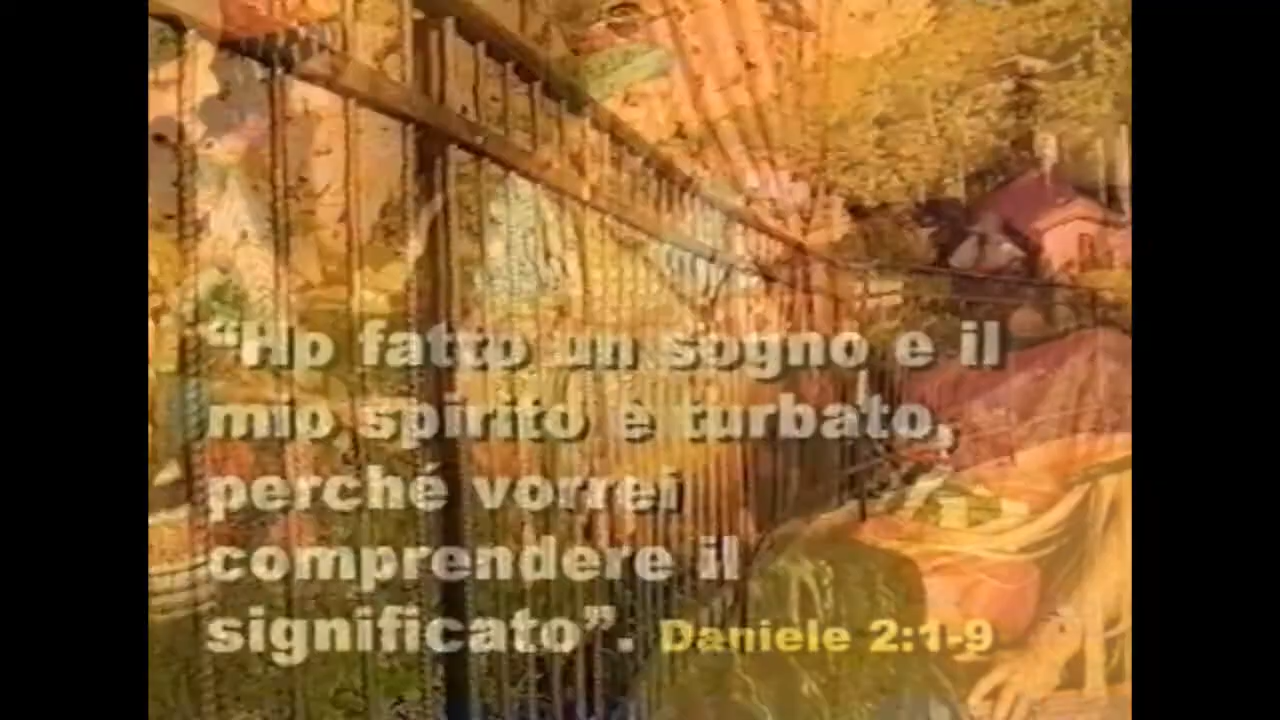 “Ho fatto un sogno e il
mio spirito è turbato,
perché vorrei
comprendere il
significato”. Daniele 2:1-9